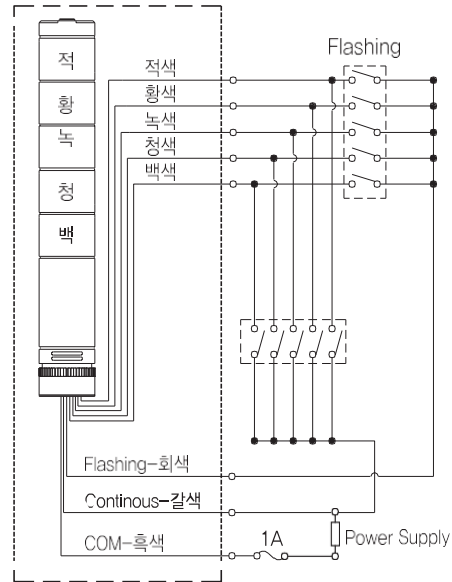 Flashing
적
황
녹
청
백
적색
황색
녹색
청색
백색
Flashing-회색
Continous-갈색
COM-흑색
1A
Power Supply